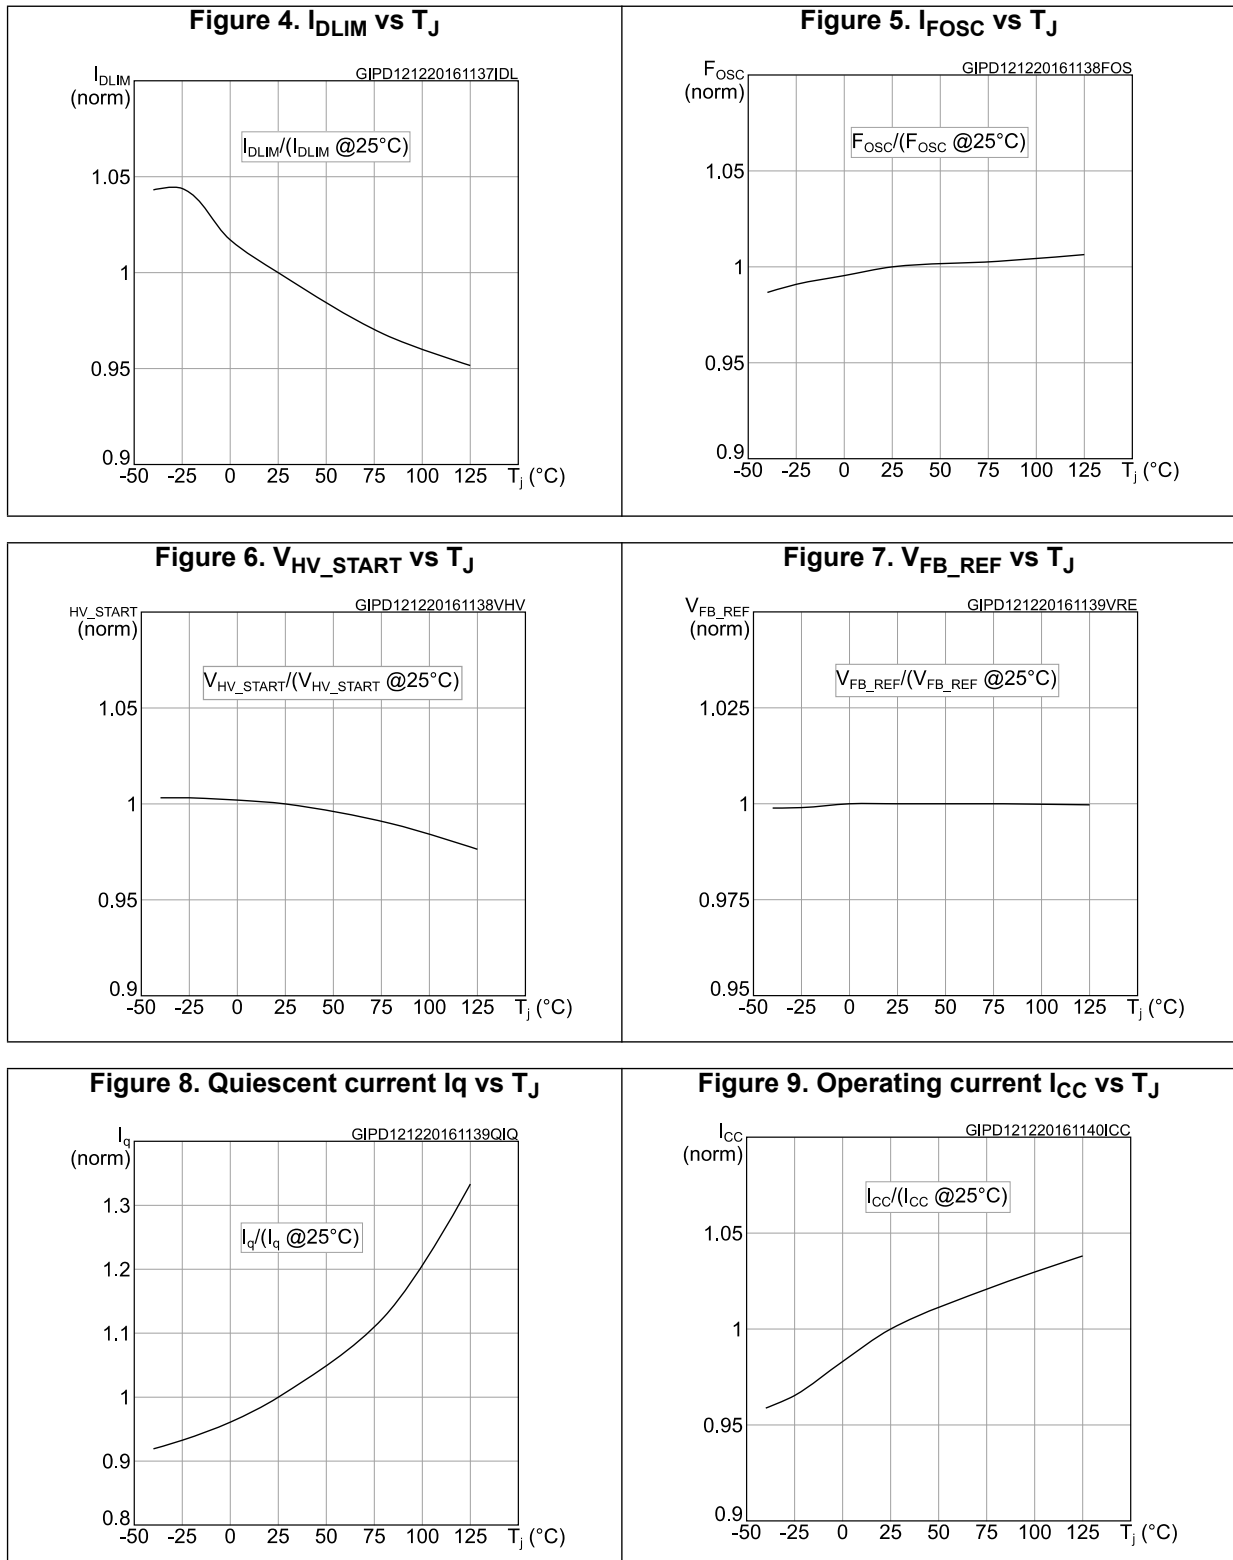 Figure 4. IDLIM vs TJ
GIPD121220161137IDL
IDLIM
(norm)
IDLIM/(IDLIM @25°C)
1.05
1
0.95
0.9
-50 -25 0 25 50 75 100 125 Tj (°C)
Figure 5. IFOSC vs TJ
GIPD121220161138FOS
FOSC
(norm)
FOSC/(FOSC @25°C)
1.05
1
0.95
0.9
-50 -25 0 25 50 75 100 125 Tj (°C)
Figure 6. VHV_START vs TJ
GIPD121220161138VHV
HV_START
(norm)
VHV_START/(VHV_START @25°C)
1.05
1
0.95
0.9
-50 -25 0 25 50 75 100 125 Tj (°C)
Figure 7. VFB_REF vs TJ
GIPD121220161139VRE
VFB_REF
(norm)
VFB_REF/(VFB_REF @25°C)
1.025
1
0.975
0.95
-50 -25 0 25 50 75 100 125 Tj (°C)
Figure 8. Quiescent current Iq vs TJ
GIPD121220161139QIQ
Iq
(norm)
Iq/(Iq @25°C)
1.3
1.2
1.1
1
0.9
0.8
-50 -25 0 25 50 75 100 125 Tj (°C)
Figure 9. Operating current ICC vs TJ
GIPD121220161140ICC
ICC
(norm)
ICC/(ICC @25°C)
1.05
1
0.95
0.9
-50 -25 0 25 50 75 100 125 Tj (°C)